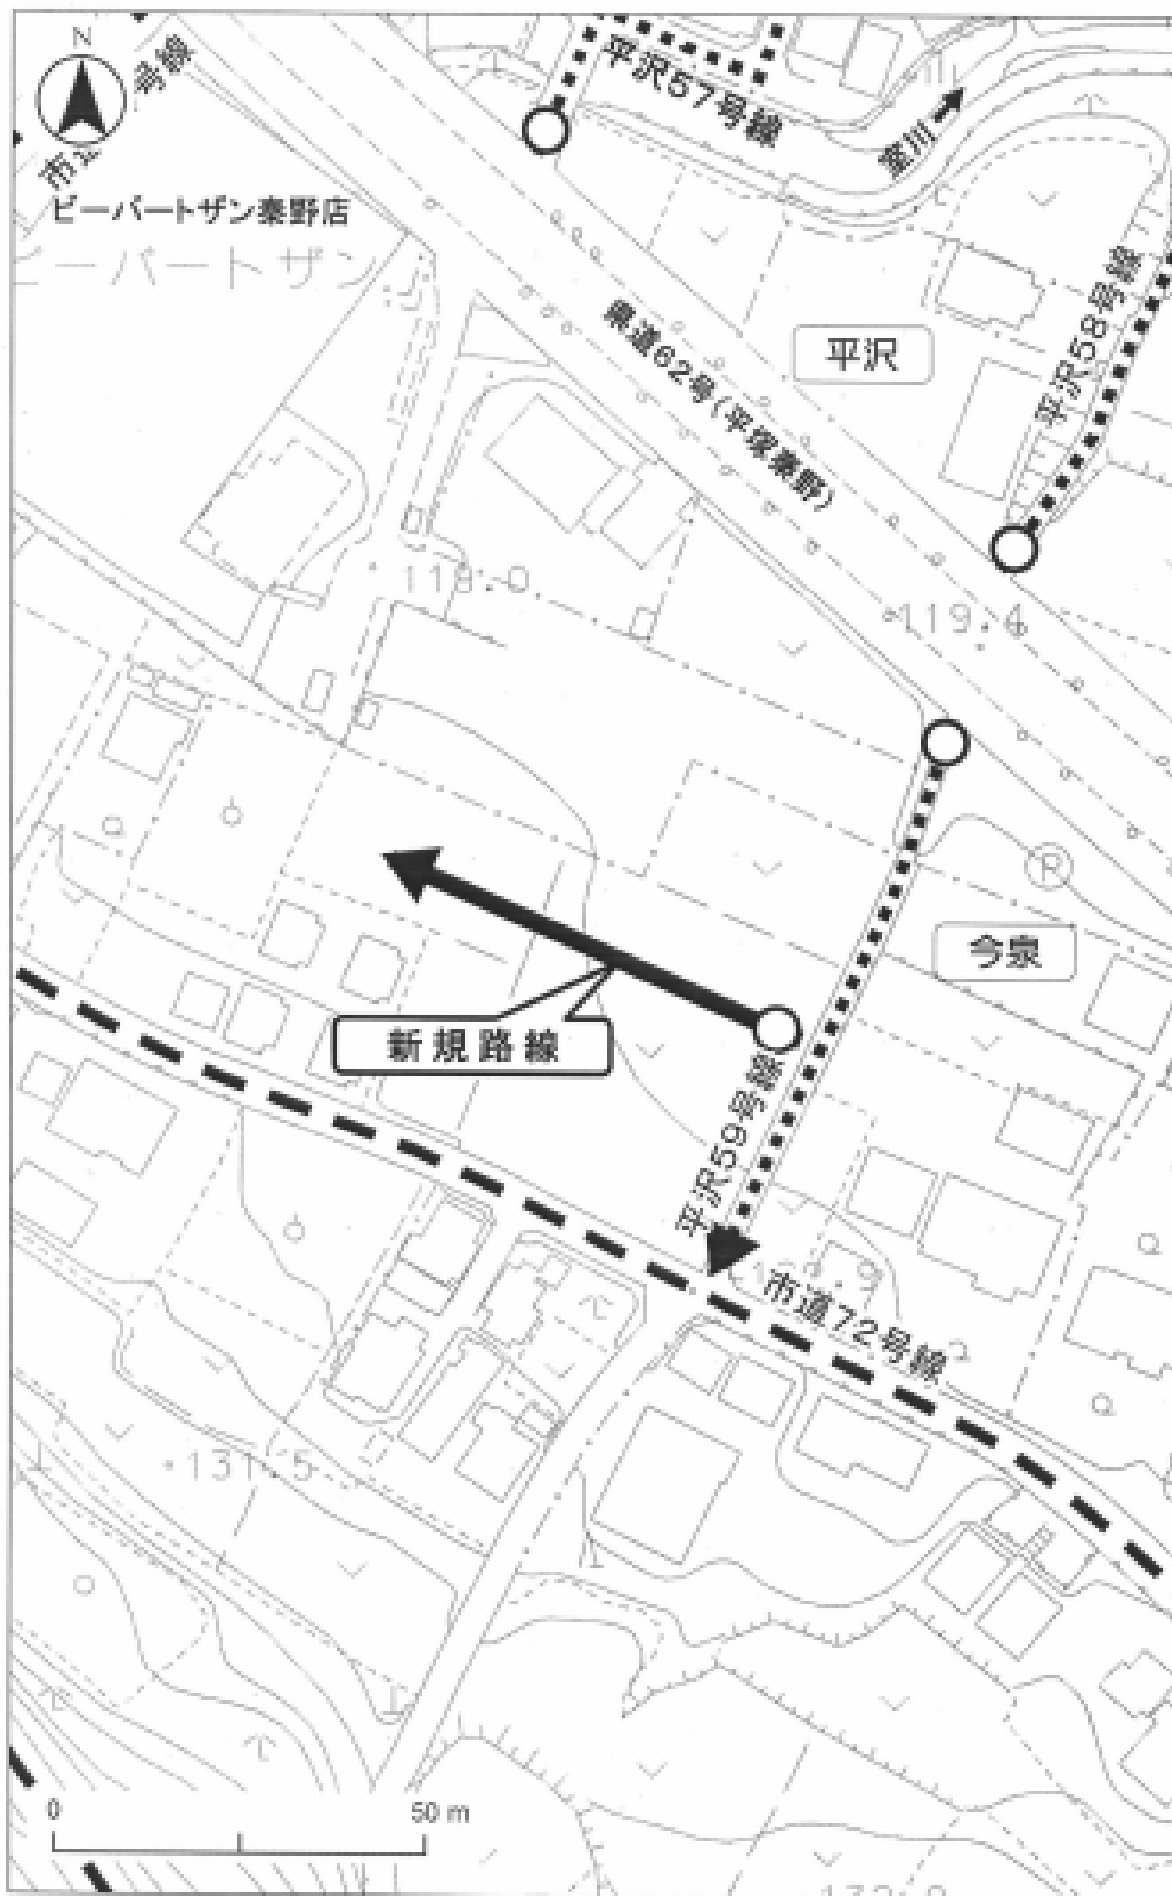 N
号線
市
平沢57号線
室川
ビーバートザン秦野店
ビーバートザン
県道62号(平塚秦野)
平沢
平沢58号線
119.4
今泉
新規路線
平沢59号線
市道72号線
131.5
0
50 m